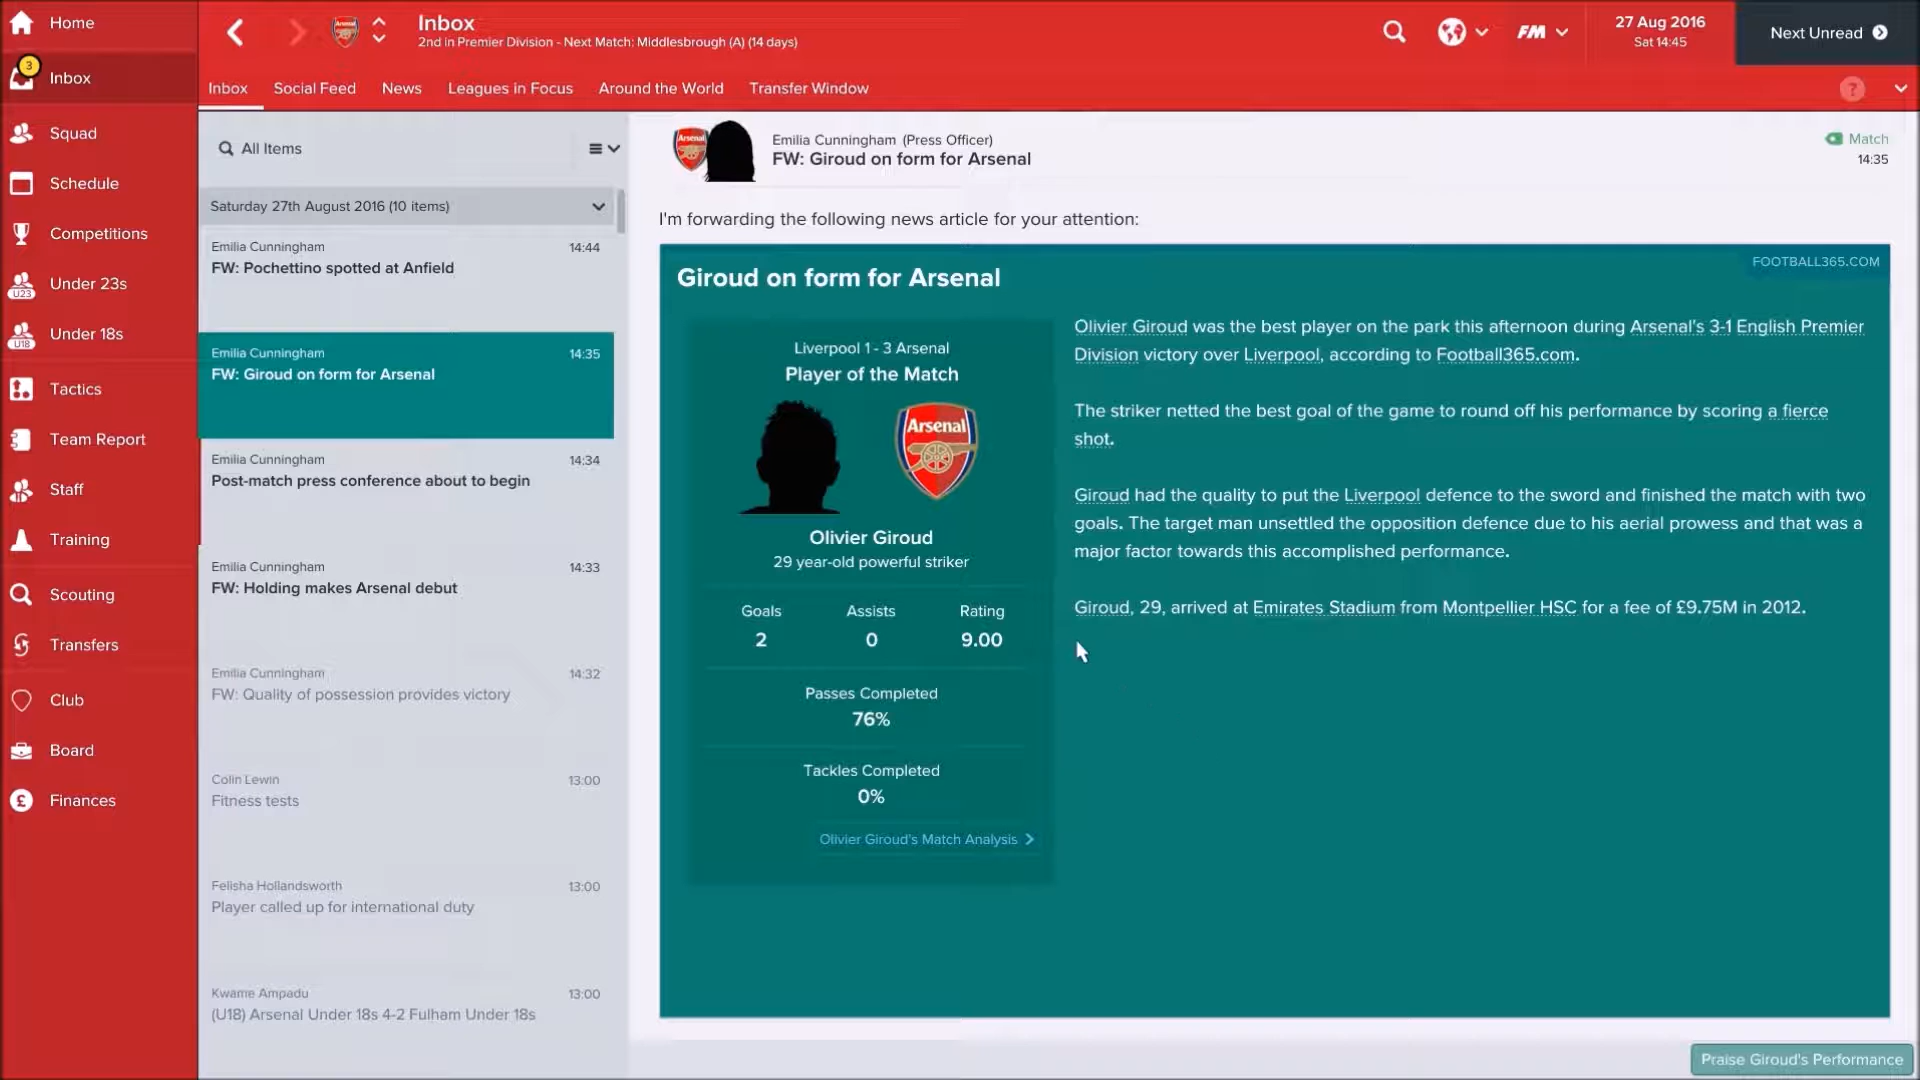 Home
3
Inbox
Squad
Schedule
Competitions
U23
Under 23s
U18
Under 18s
Tactics
Team Report
Staff
Training
Scouting
Transfers
Club
Board
£
Finances
Arsenal
Inbox
2nd in Premier Division - Next Match: Middlesbrough (A) (14 days)
FM
27 Aug 2016
Sat 14:45
Next Unread
Inbox
Social Feed
News
Leagues in Focus
Around the World
Transfer Window
?
All Items
Saturday 27th August 2016 (10 items)
Emilia Cunningham 14:44
FW: Pochettino spotted at Anfield
Emilia Cunningham 14:35
FW: Giroud on form for Arsenal
Emilia Cunningham 14:34
Post-match press conference about to begin
Emilia Cunningham 14:33
FW: Holding makes Arsenal debut
Emilia Cunningham 14:32
FW: Quality of possession provides victory
Colin Lewin 13:00
Fitness tests
Felisha Hollandsworth 13:00
Player called up for international duty
Kwame Ampadu 13:00
(U18) Arsenal Under 18s 4-2 Fulham Under 18s
Arsenal
Emilia Cunningham (Press Officer)
FW: Giroud on form for Arsenal
Match
14:35
I'm forwarding the following news article for your attention:
Giroud on form for Arsenal
FOOTBALL365.COM
Liverpool 1 - 3 Arsenal
Player of the Match
Arsenal
Olivier Giroud
29 year-old powerful striker
Goals Assists Rating
2 0 9.00
Passes Completed
76%
Tackles Completed
0%
Olivier Giroud's Match Analysis
Olivier Giroud was the best player on the park this afternoon during Arsenal's 3-1 English Premier
Division victory over Liverpool, according to Football365.com.
The striker netted the best goal of the game to round off his performance by scoring a fierce
shot.
Giroud had the quality to put the Liverpool defence to the sword and finished the match with two
goals. The target man unsettled the opposition defence due to his aerial prowess and that was a
major factor towards this accomplished performance.
Giroud, 29, arrived at Emirates Stadium from Montpellier HSC for a fee of £9.75M in 2012.
Praise Giroud's Performance